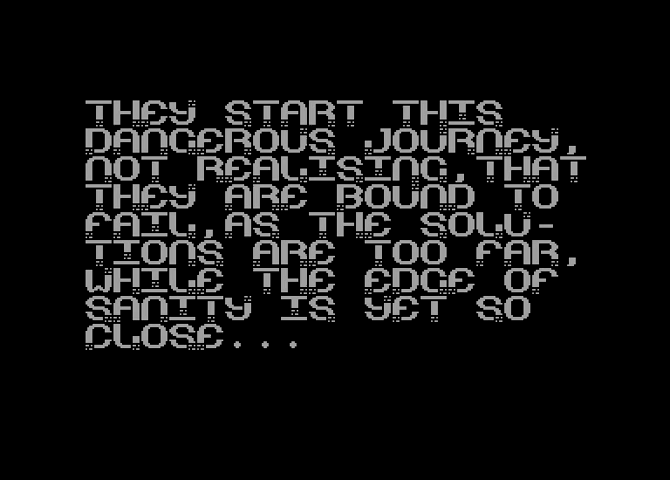 THEY START THIS
DANGEROUS JOURNEY,
NOT REALISING,THAT
THEY ARE BOUND TO
FAIL,AS THE SOLU-
TIONS ARE TOO FAR,
WHILE THE EDGE OF
SANITY IS YET SO
CLOSE...